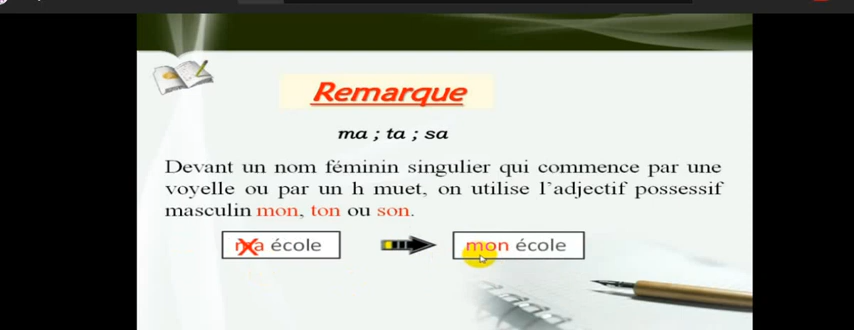 Remarque
ma ; ta ; sa
Devant un nom féminin singulier qui commence par une
voyelle ou par un h muet, on utilise l’adjectif possessif
masculin mon, ton ou son.
ma école
mon école